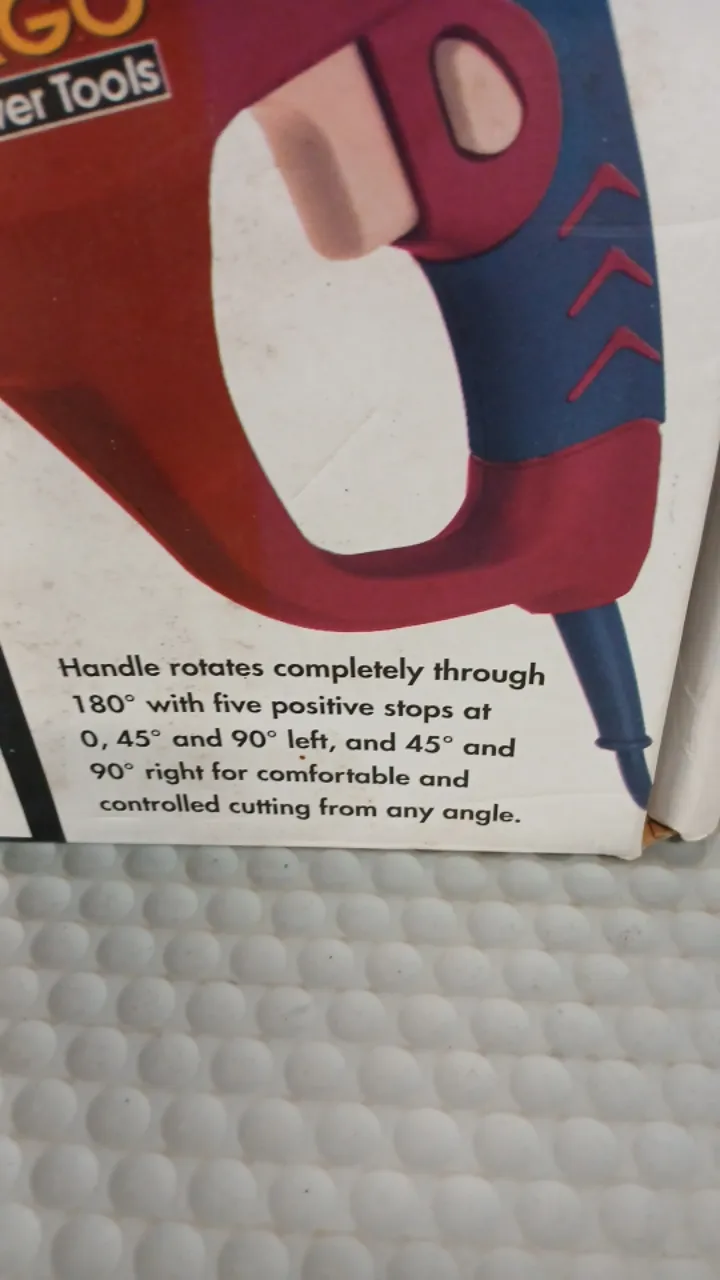 GO
Tools
Handle rotates completely through
180° with five positive stops at
0, 45° and 90° left, and 45° and
90° right for comfortable and
controlled cutting from any angle.